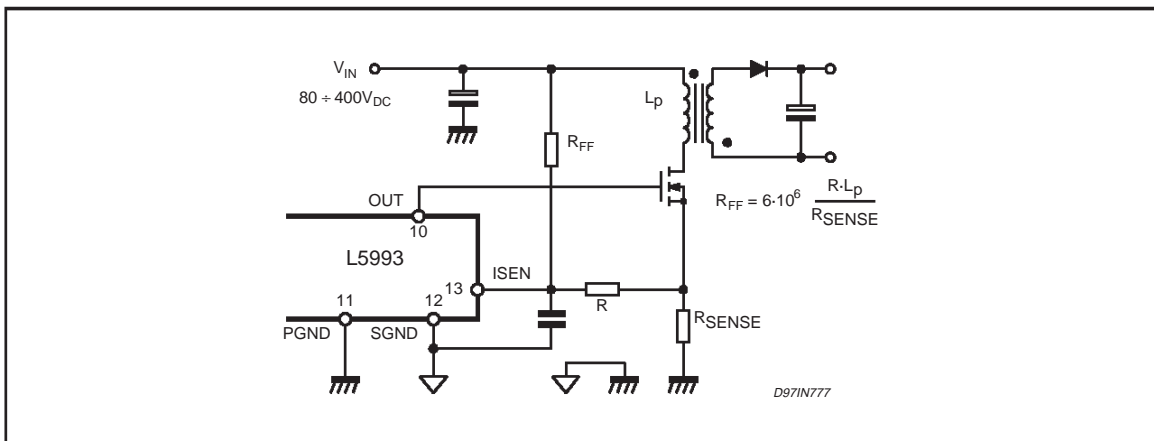 V_IN
80 ÷ 400V_DC
L_p
R_FF
R_FF = 6·10^6 R·L_p / R_SENSE
OUT
10
L5993
13
ISEN
R
R_SENSE
11
12
PGND
SGND
D97IN777